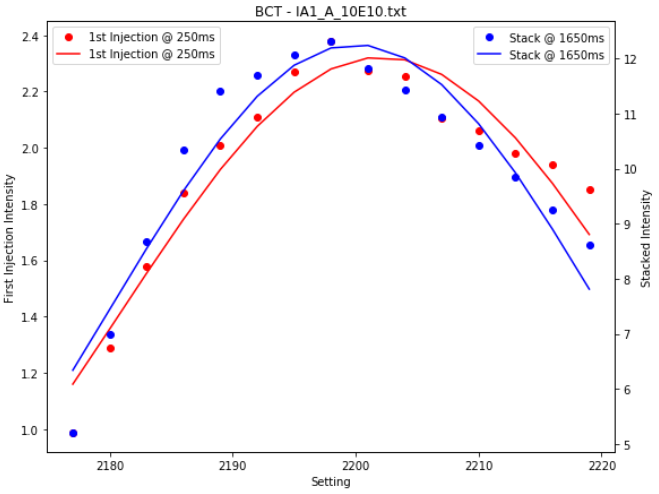 BCT - IA1_A_10E10.txt
1st Injection @ 250ms
1st Injection @ 250ms
Stack @ 1650ms
Stack @ 1650ms
First Injection Intensity
2.4
2.2
2.0
1.8
1.6
1.4
1.2
1.0
12
11
10
9
8
7
6
5
Stacked Intensity
2180
2190
2200
2210
2220
Setting